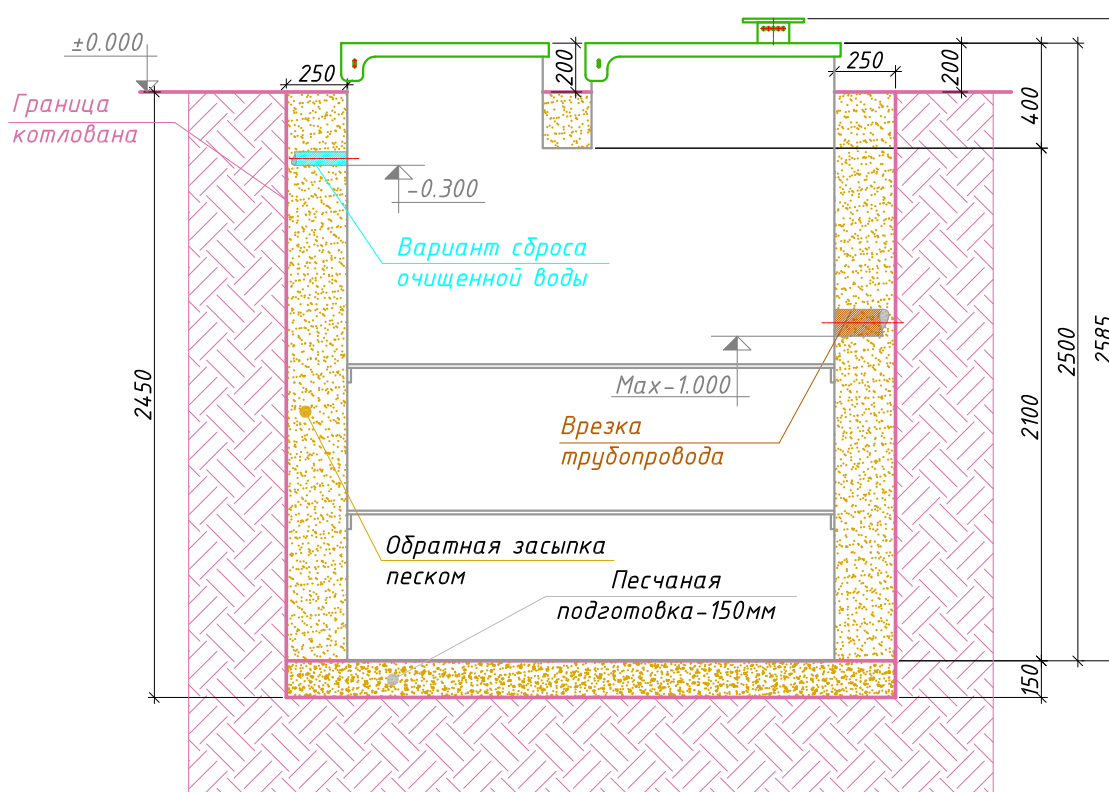 ±0.000
250
200
250
200
400
Граница
котлована
-0.300
Вариант сброса
очищенной воды
2450
Max-1.000
2585
2500
2100
Врезка
трубопровода
Обратная засыпка
песком
Песчаная
подготовка-150мм
150